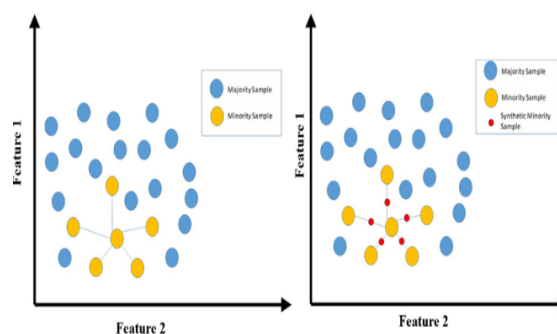 Feature 1
Majority Sample
Minority Sample
Feature 2
Feature 1
Majority Sample
Minority Sample
Synthetic Minority
Sample
Feature 2